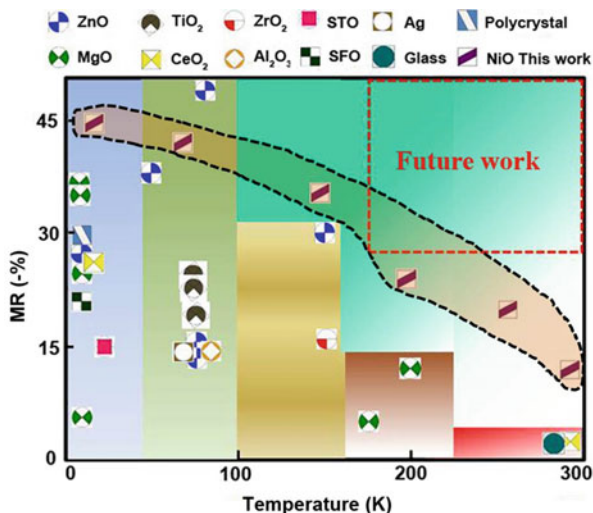 ZnO TiO₂ ZrO₂ STO Ag Polycrystal
MgO CeO₂ Al₂O₃ SFO Glass NiO This work
45
30
15
0
MR (-%)
Future work
0 100 200 300
Temperature (K)